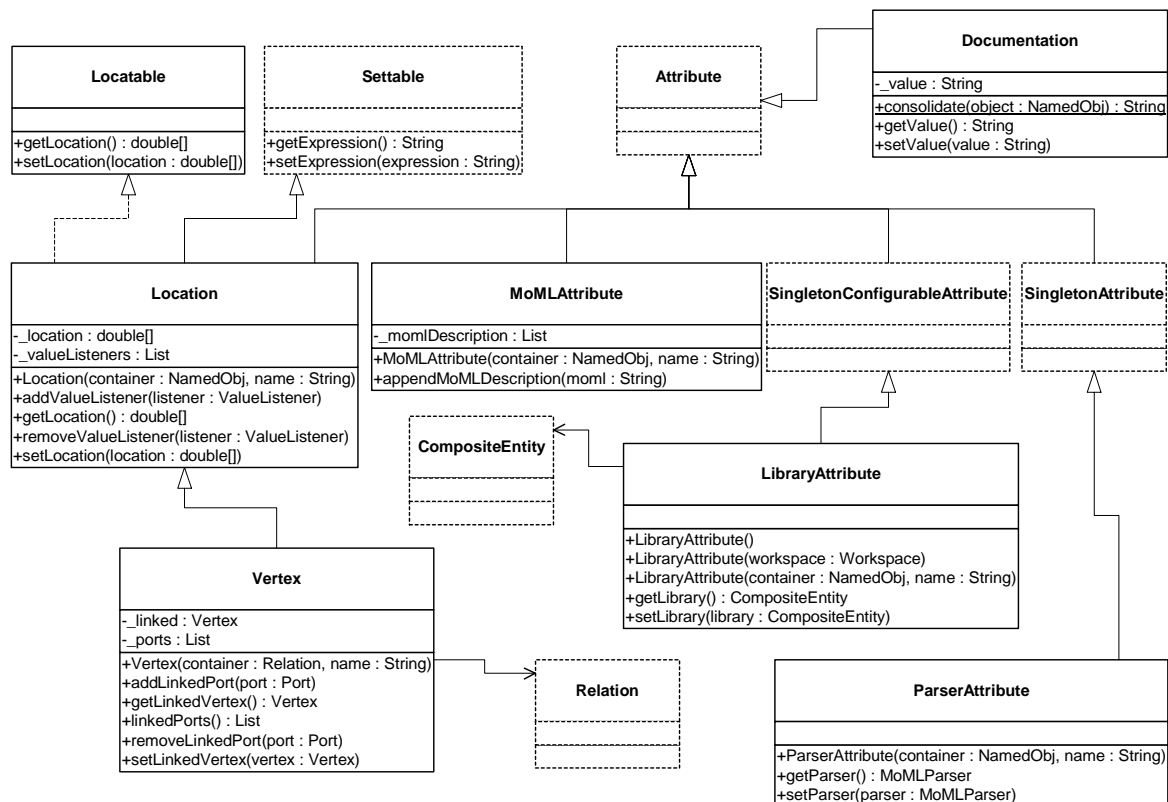 Locatable
+getLocation() : double[]
+setLocation(location : double[])
Settable
+getExpression() : String
+setExpression(expression : String)
Attribute
Documentation
-_value : String
+consolidate(object : NamedObj) : String
+getValue() : String
+setValue(value : String)
Location
-_location : double[]
-_valueListeners : List
+Location(container : NamedObj, name : String)
+addValueListener(listener : ValueListener)
+getLocation() : double[]
+removeValueListener(listener : ValueListener)
+setLocation(location : double[])
MoMLAttribute
-_momlDescription : List
+MoMLAttribute(container : NamedObj, name : String)
+appendMoMLDescription(moml : String)
SingletonConfigurableAttribute
SingletonAttribute
CompositeEntity
LibraryAttribute
+LibraryAttribute()
+LibraryAttribute(workspace : Workspace)
+LibraryAttribute(container : NamedObj, name : String)
+getLibrary() : CompositeEntity
+setLibrary(library : CompositeEntity)
Vertex
-_linked : Vertex
-_ports : List
+Vertex(container : Relation, name : String)
+addLinkedPort(port : Port)
+getLinkedVertex() : Vertex
+linkedPorts() : List
+removeLinkedPort(port : Port)
+setLinkedVertex(vertex : Vertex)
Relation
ParserAttribute
+ParserAttribute(container : NamedObj, name : String)
+getParser() : MoMLParser
+setParser(parser : MoMLParser)